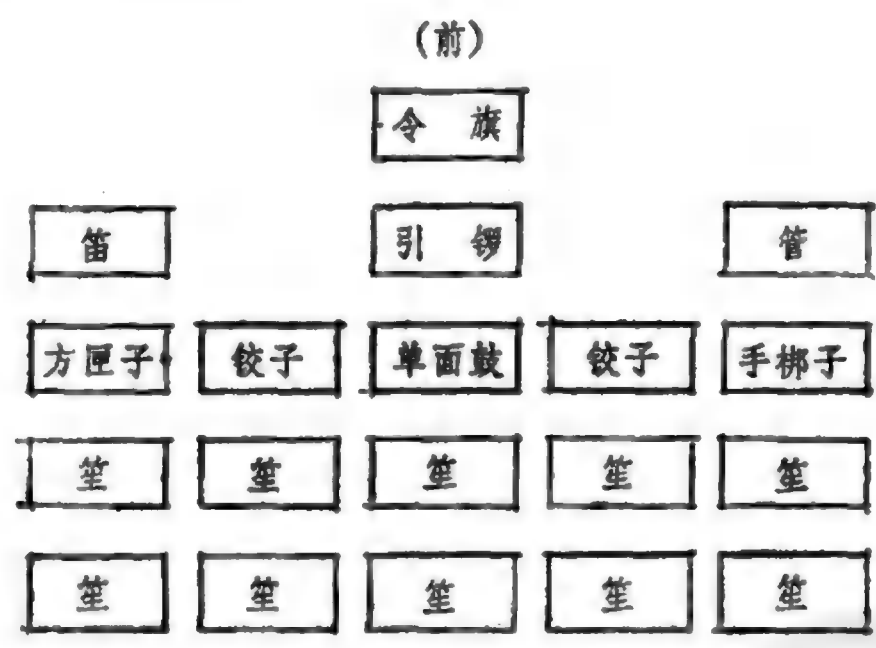 （前）
令 旗
笛 引 锣 管
方匣子 铰子 单面鼓 铰子 手梆子
笙 笙 笙 笙 笙
笙 笙 笙 笙 笙